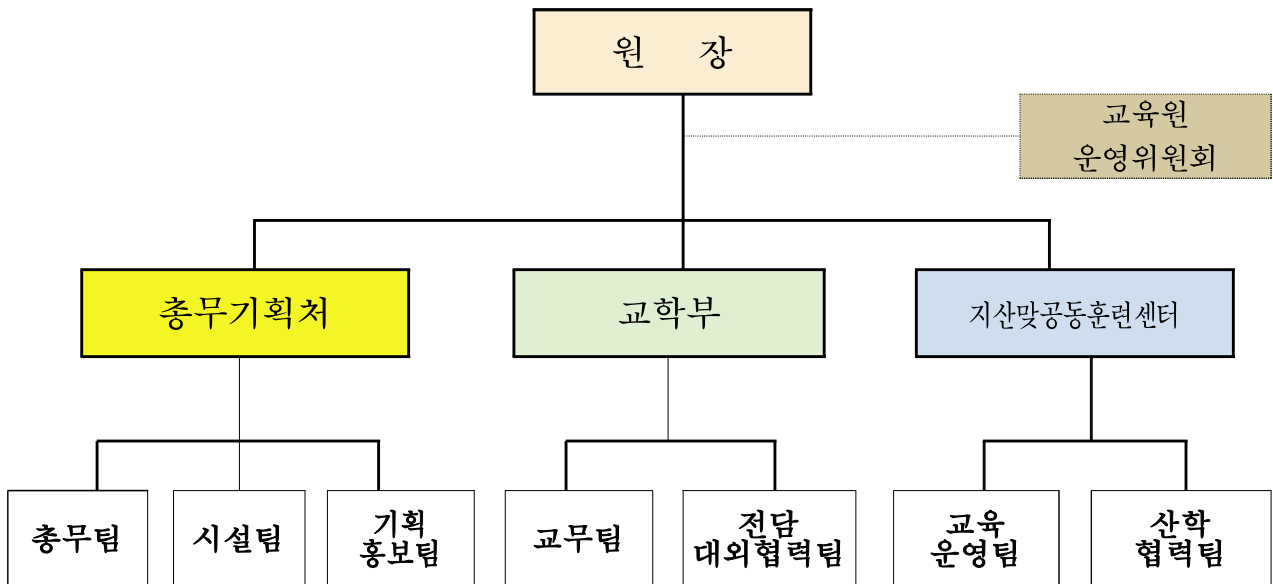 원 장
교육원
운영위원회
총무기획처
교학부
지산맞공동훈련센터
총무팀
시설팀
기획
홍보팀
교무팀
전담
대외협력팀
교육
운영팀
산학
협력팀